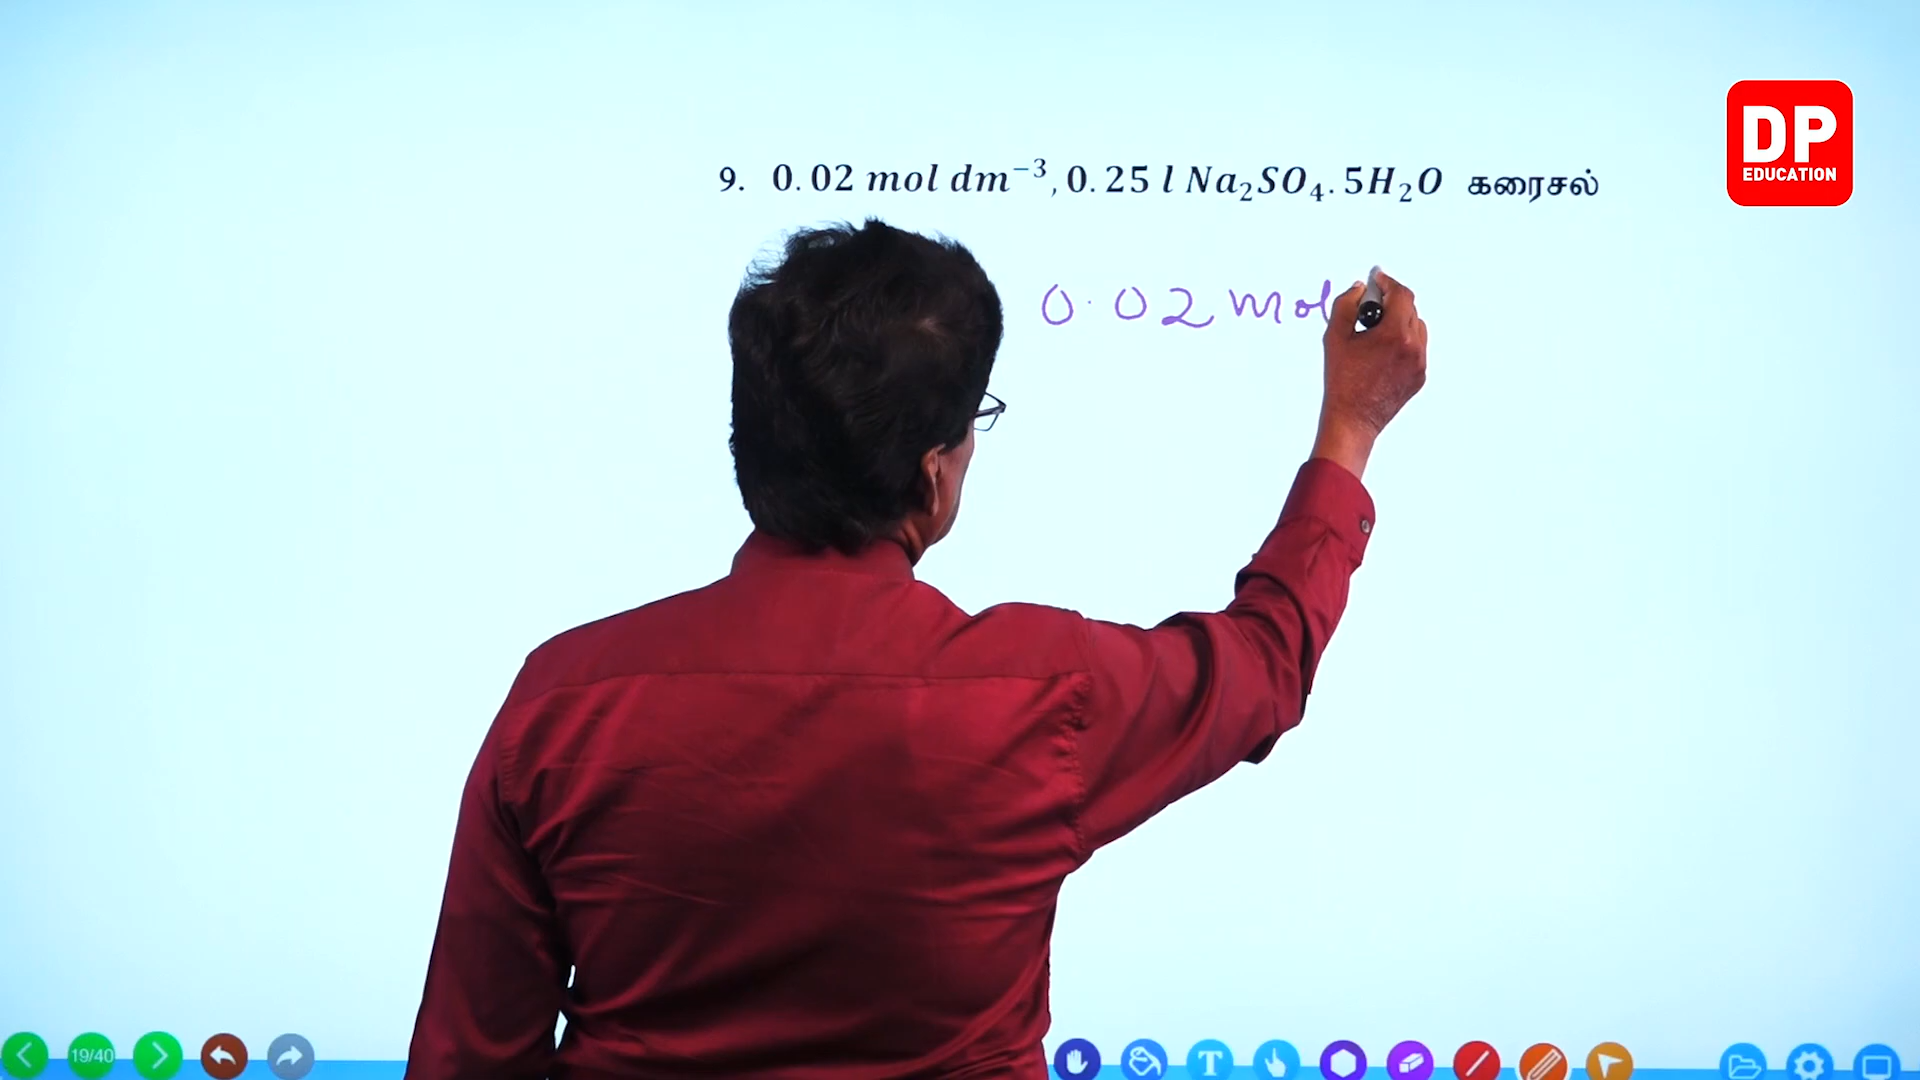 DP
EDUCATION
9. 0.02 mol dm⁻³, 0.25 l Na₂SO₄.5H₂O கரைசல்
0.02 mol
19/40
T